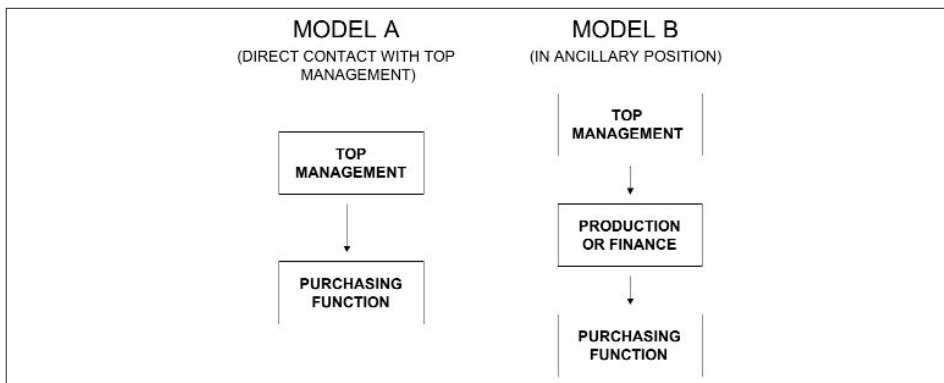 MODEL A
(DIRECT CONTACT WITH TOP
MANAGEMENT)
TOP
MANAGEMENT
PURCHASING
FUNCTION
MODEL B
(IN ANCILLARY POSITION)
TOP
MANAGEMENT
PRODUCTION
OR FINANCE
PURCHASING
FUNCTION